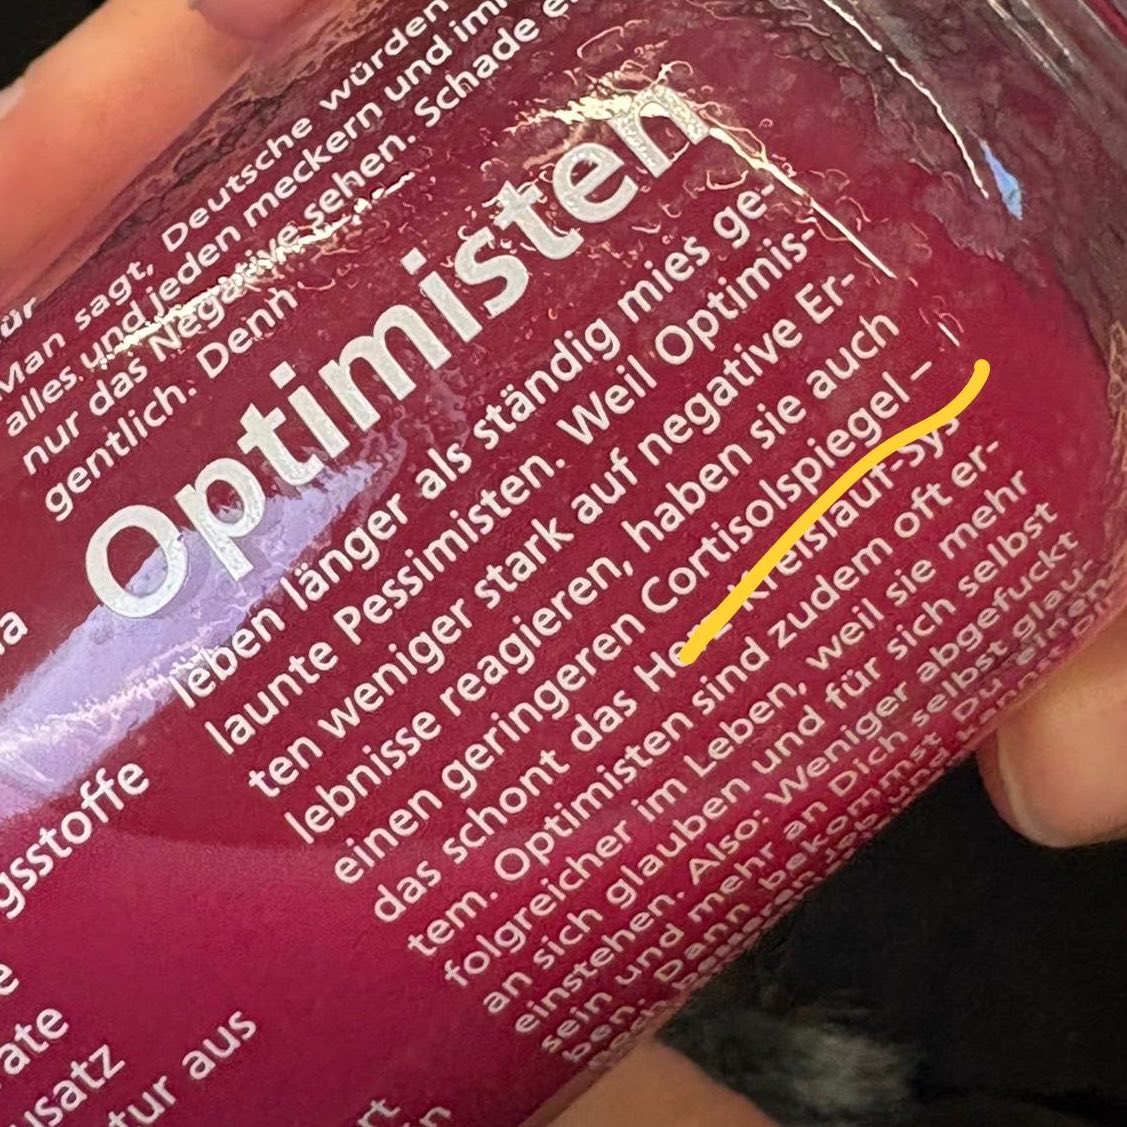 ür
Man sagt, Deutsche würden
alles und jeden meckern und im
nur das Negative sehen. Schade e
gentlich. Denn
Optimisten
leben länger als ständig mies ge-
launte Pessimisten. Weil Optimis-
ten weniger stark auf negative Er-
lebnisse reagieren, haben sie auch
einen geringeren Cortisolspiegel –
das schont das Herz-Kreislauf-Sys-
tem. Optimisten sind zudem oft er-
folgreicher im Leben, weil sie mehr
an sich glauben und für sich selbst
einstehen. Also: Weniger abgefuckt
sein und mehr an Dich selbst glau-
ben. Dann bekommst Du einen
a
gsstoffe
e
ate
usatz
tur aus
rt
n